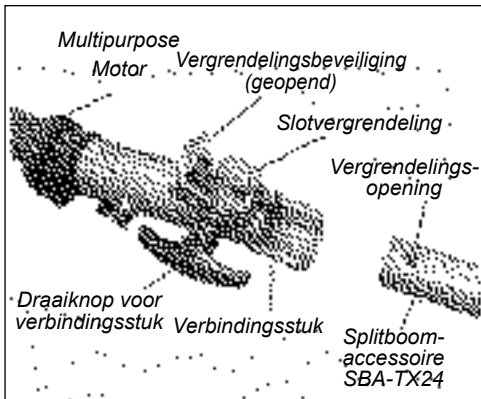 Multipurpose
Motor
Vergrendelingsbeveiliging
(geopend)
Slotvergrendeling
Vergrendelings-
opening
Draaiknop voor
verbindingsstuk
Verbindingsstuk
Splitboom-
accessoire
SBA-TX24